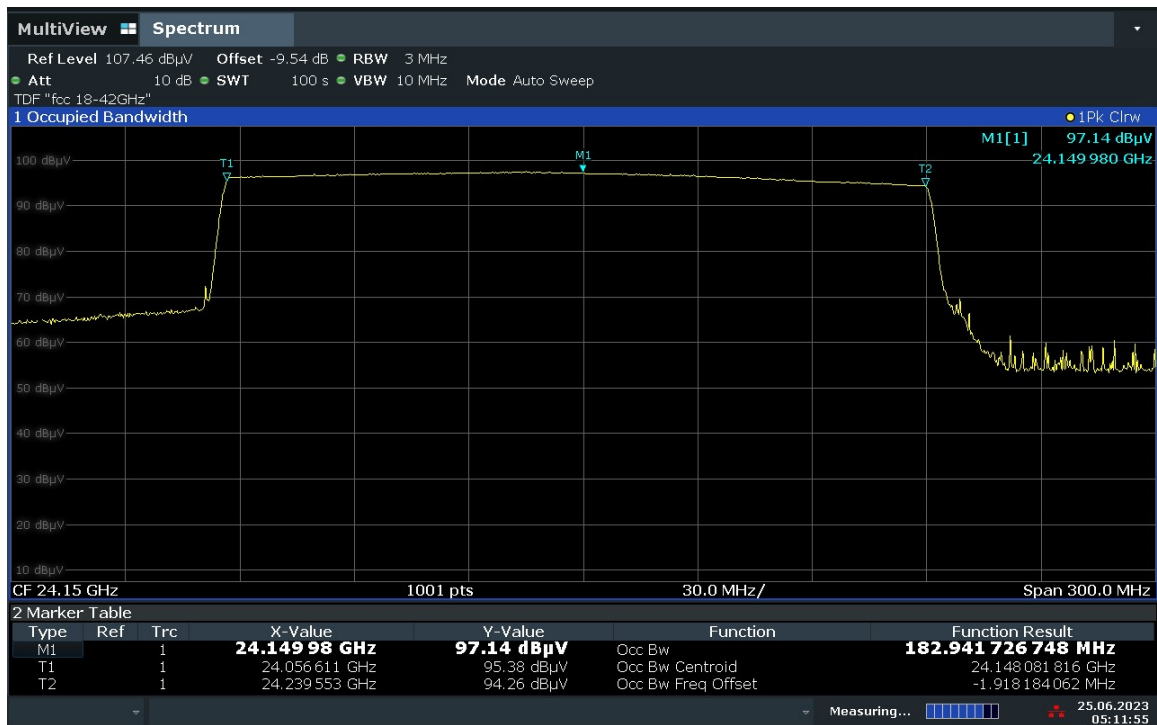 MultiView Spectrum
Ref Level 107.46 dBµV Offset -9.54 dB RBW 3 MHz
Att 10 dB SWT 100 s VBW 10 MHz Mode Auto Sweep
TDF "fcc 18-42GHz"
1 Occupied Bandwidth 1Pk Clrw
M1[1] 97.14 dBµV
24.149 980 GHz
100 dBµV
T1
M1
T2
90 dBµV
80 dBµV
70 dBµV
60 dBµV
50 dBµV
40 dBµV
30 dBµV
20 dBµV
10 dBµV
CF 24.15 GHz 1001 pts 30.0 MHz/ Span 300.0 MHz
2 Marker Table
Type Ref Trc X-Value Y-Value Function Function Result
M1 1 24.149 98 GHz 97.14 dBµV Occ Bw 182.941 726 748 MHz
T1 1 24.056 611 GHz 95.38 dBµV Occ Bw Centroid 24.148 081 816 GHz
T2 1 24.239 553 GHz 94.26 dBµV Occ Bw Freq Offset -1.918 184 062 MHz
Measuring... 25.06.2023
05:11:55